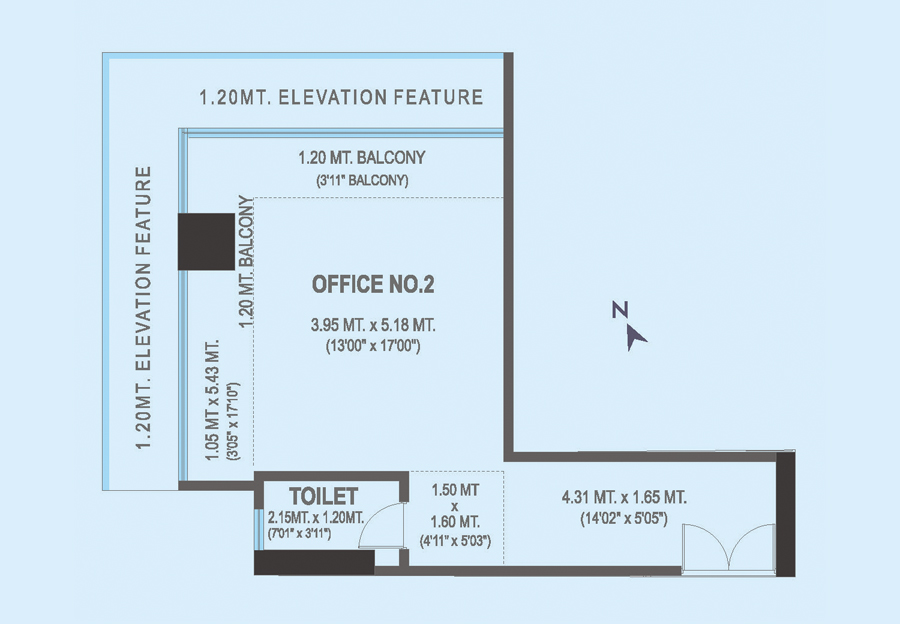 1.20MT. ELEVATION FEATURE
1.20 MT. BALCONY
(3'11" BALCONY)
1.20MT. ELEVATION FEATURE
1.20 MT. BALCONY
OFFICE NO.2
3.95 MT. x 5.18 MT.
(13'00" x 17'00")
N
1.05 MT x 5.43 MT.
(3'05" x 17'10")
TOILET
2.15MT. x 1.20MT.
(7'01" x 3'11")
1.50 MT
x
1.60 MT.
(4'11" x 5'03")
4.31 MT. x 1.65 MT.
(14'02" x 5'05")